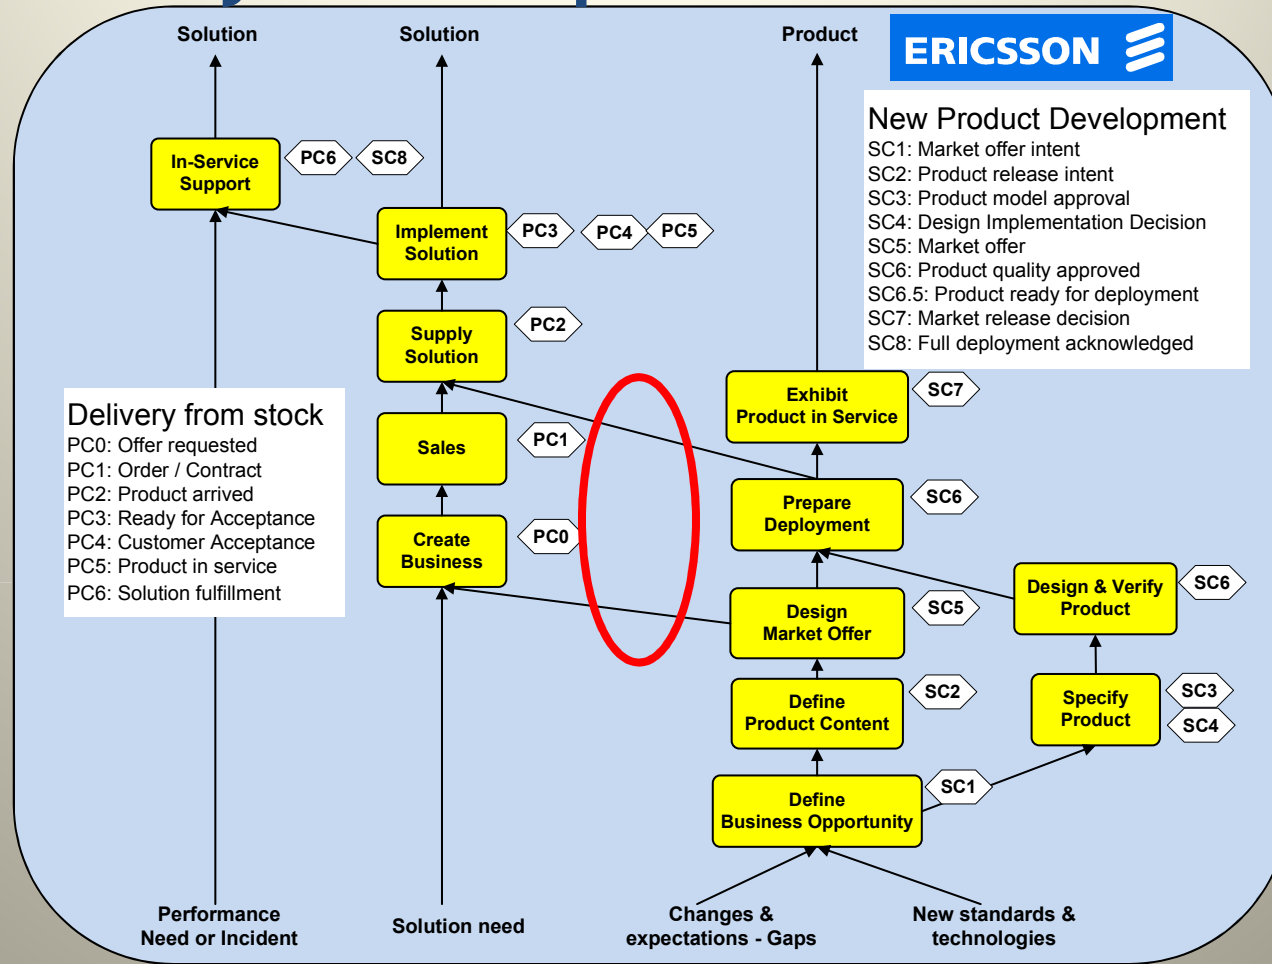 Solution
Solution
Product
ERICSSON
New Product Development
SC1: Market offer intent
SC2: Product release intent
SC3: Product model approval
SC4: Design Implementation Decision
SC5: Market offer
SC6: Product quality approved
SC6.5: Product ready for deployment
SC7: Market release decision
SC8: Full deployment acknowledged
In-Service
Support
PC6
SC8
Implement
Solution
PC3
PC4
PC5
Supply
Solution
PC2
Exhibit
Product in Service
SC7
Delivery from stock
PC0: Offer requested
PC1: Order / Contract
PC2: Product arrived
PC3: Ready for Acceptance
PC4: Customer Acceptance
PC5: Product in service
PC6: Solution fulfillment
Sales
PC1
Prepare
Deployment
SC6
Create
Business
PC0
Design & Verify
Product
SC6
Design
Market Offer
SC5
Define
Product Content
SC2
Specify
Product
SC3
SC4
Define
Business Opportunity
SC1
Performance
Need or Incident
Solution need
Changes &
expectations - Gaps
New standards &
technologies